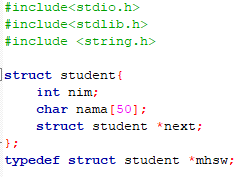 #include<stdio.h>
#include<stdlib.h>
#include <string.h>
struct student{
int nim;
char nama[50];
struct student *next;
};
typedef struct student *mhsw;